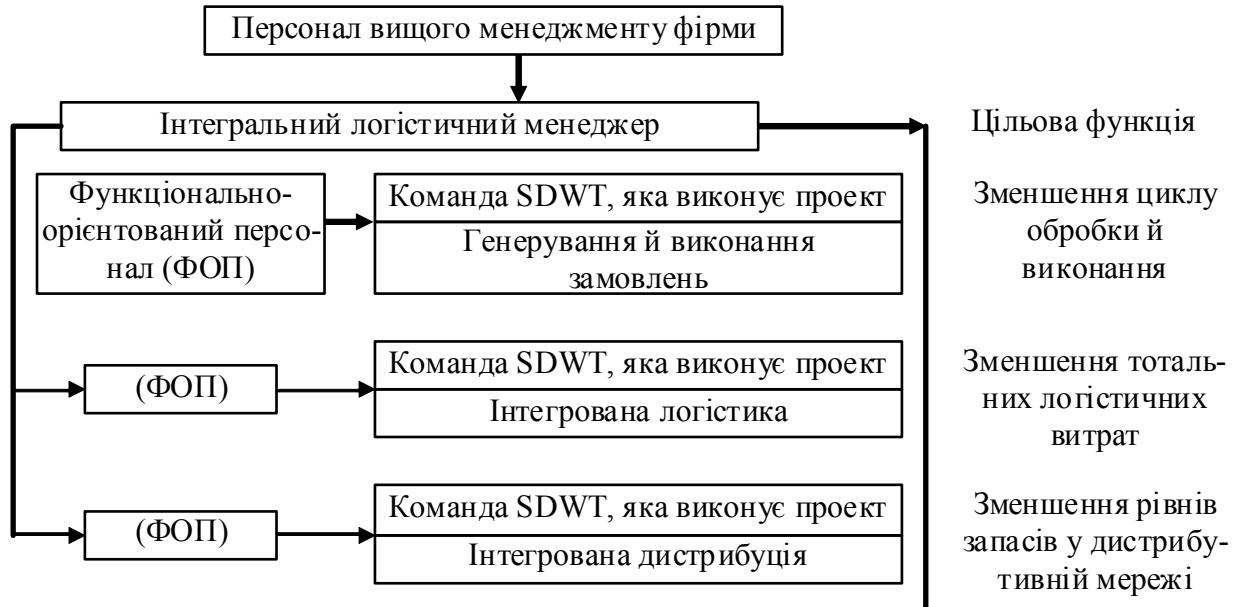 Персонал вищого менеджменту фірми
Інтегральний логістичний менеджер
Цільова функція
Функціонально-
орієнтований персо-
нал (ФОП)
Команда SDWT, яка виконує проект
Генерування й виконання
замовлень
Зменшення циклу
обробки й
виконання
(ФОП)
Команда SDWT, яка виконує проект
Інтегрована логістика
Зменшення тоталь-
них логістичних
витрат
(ФОП)
Команда SDWT, яка виконує проект
Інтегрована дистрибуція
Зменшення рівнів
запасів у дистрибу-
тивній мережі